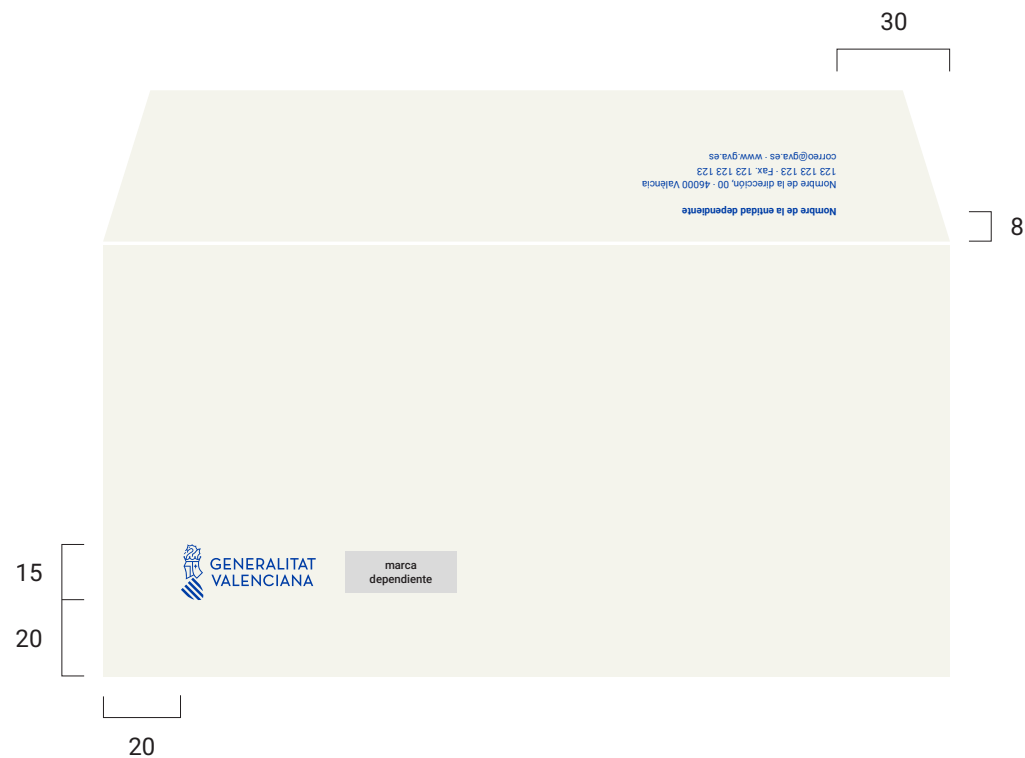 30
Nombre de la entidad dependiente
Nombre de la dirección, 00 · 46000 València
123 123 123 · Fax. 123 123 123
correo@gva.es · www.gva.es
8
GENERALITAT
VALENCIANA
marca
dependiente
15
20
20